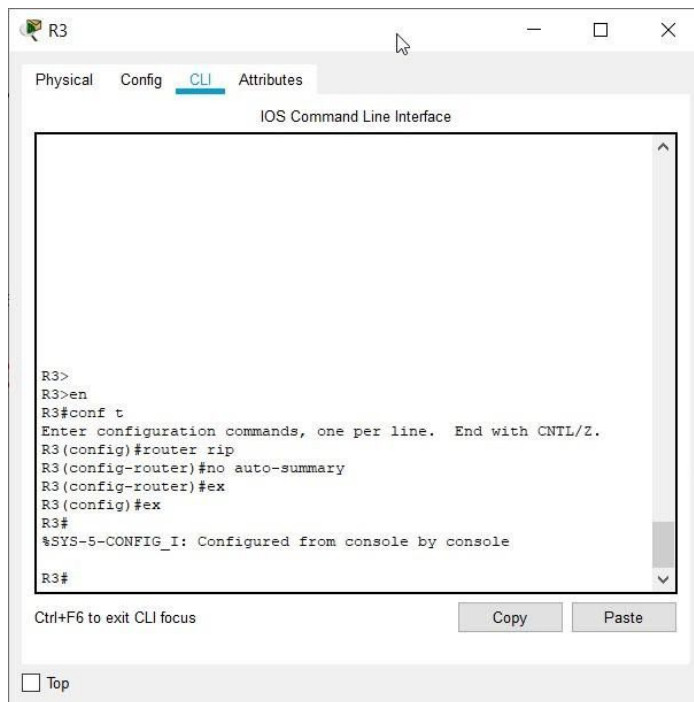 R3
Physical Config CLI Attributes
IOS Command Line Interface
R3>
R3>en
R3#conf t
Enter configuration commands, one per line.  End with CNTL/Z.
R3(config)#router rip
R3(config-router)#no auto-summary
R3(config-router)#ex
R3(config)#ex
R3#
%SYS-5-CONFIG_I: Configured from console by console
R3#
Ctrl+F6 to exit CLI focus
Copy Paste
Top